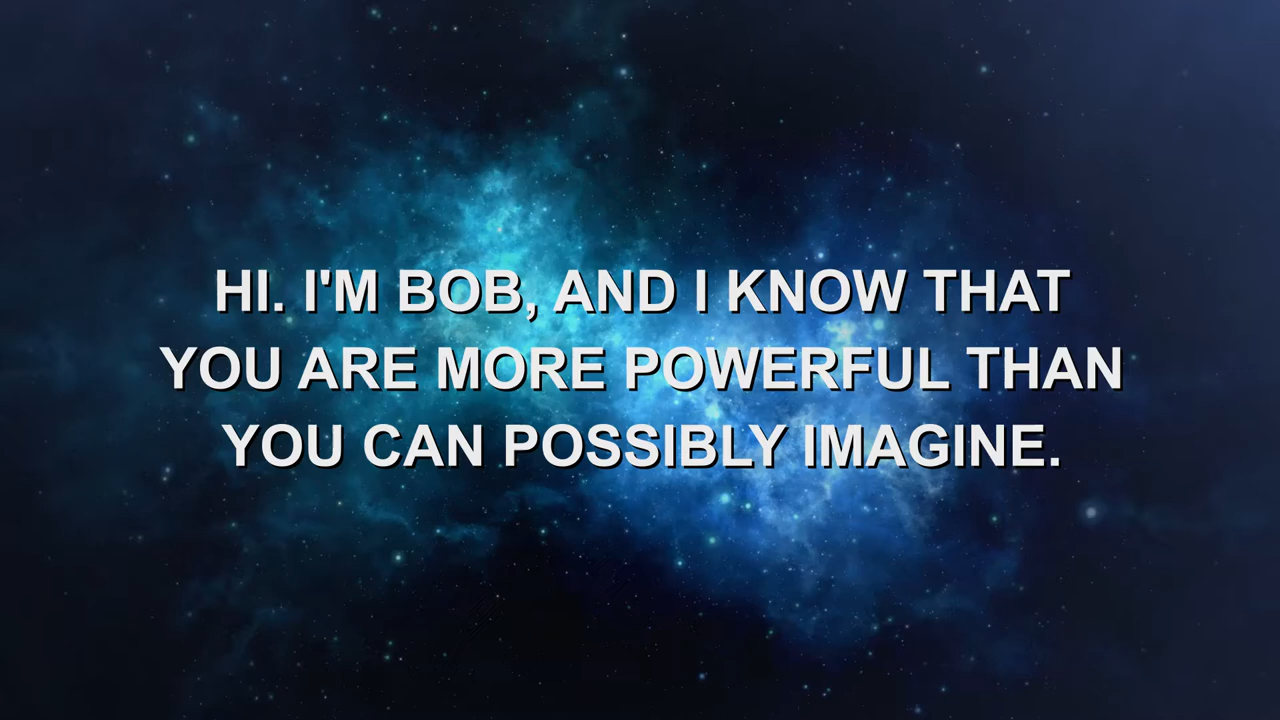 HI. I'M BOB, AND I KNOW THAT
YOU ARE MORE POWERFUL THAN
YOU CAN POSSIBLY IMAGINE.